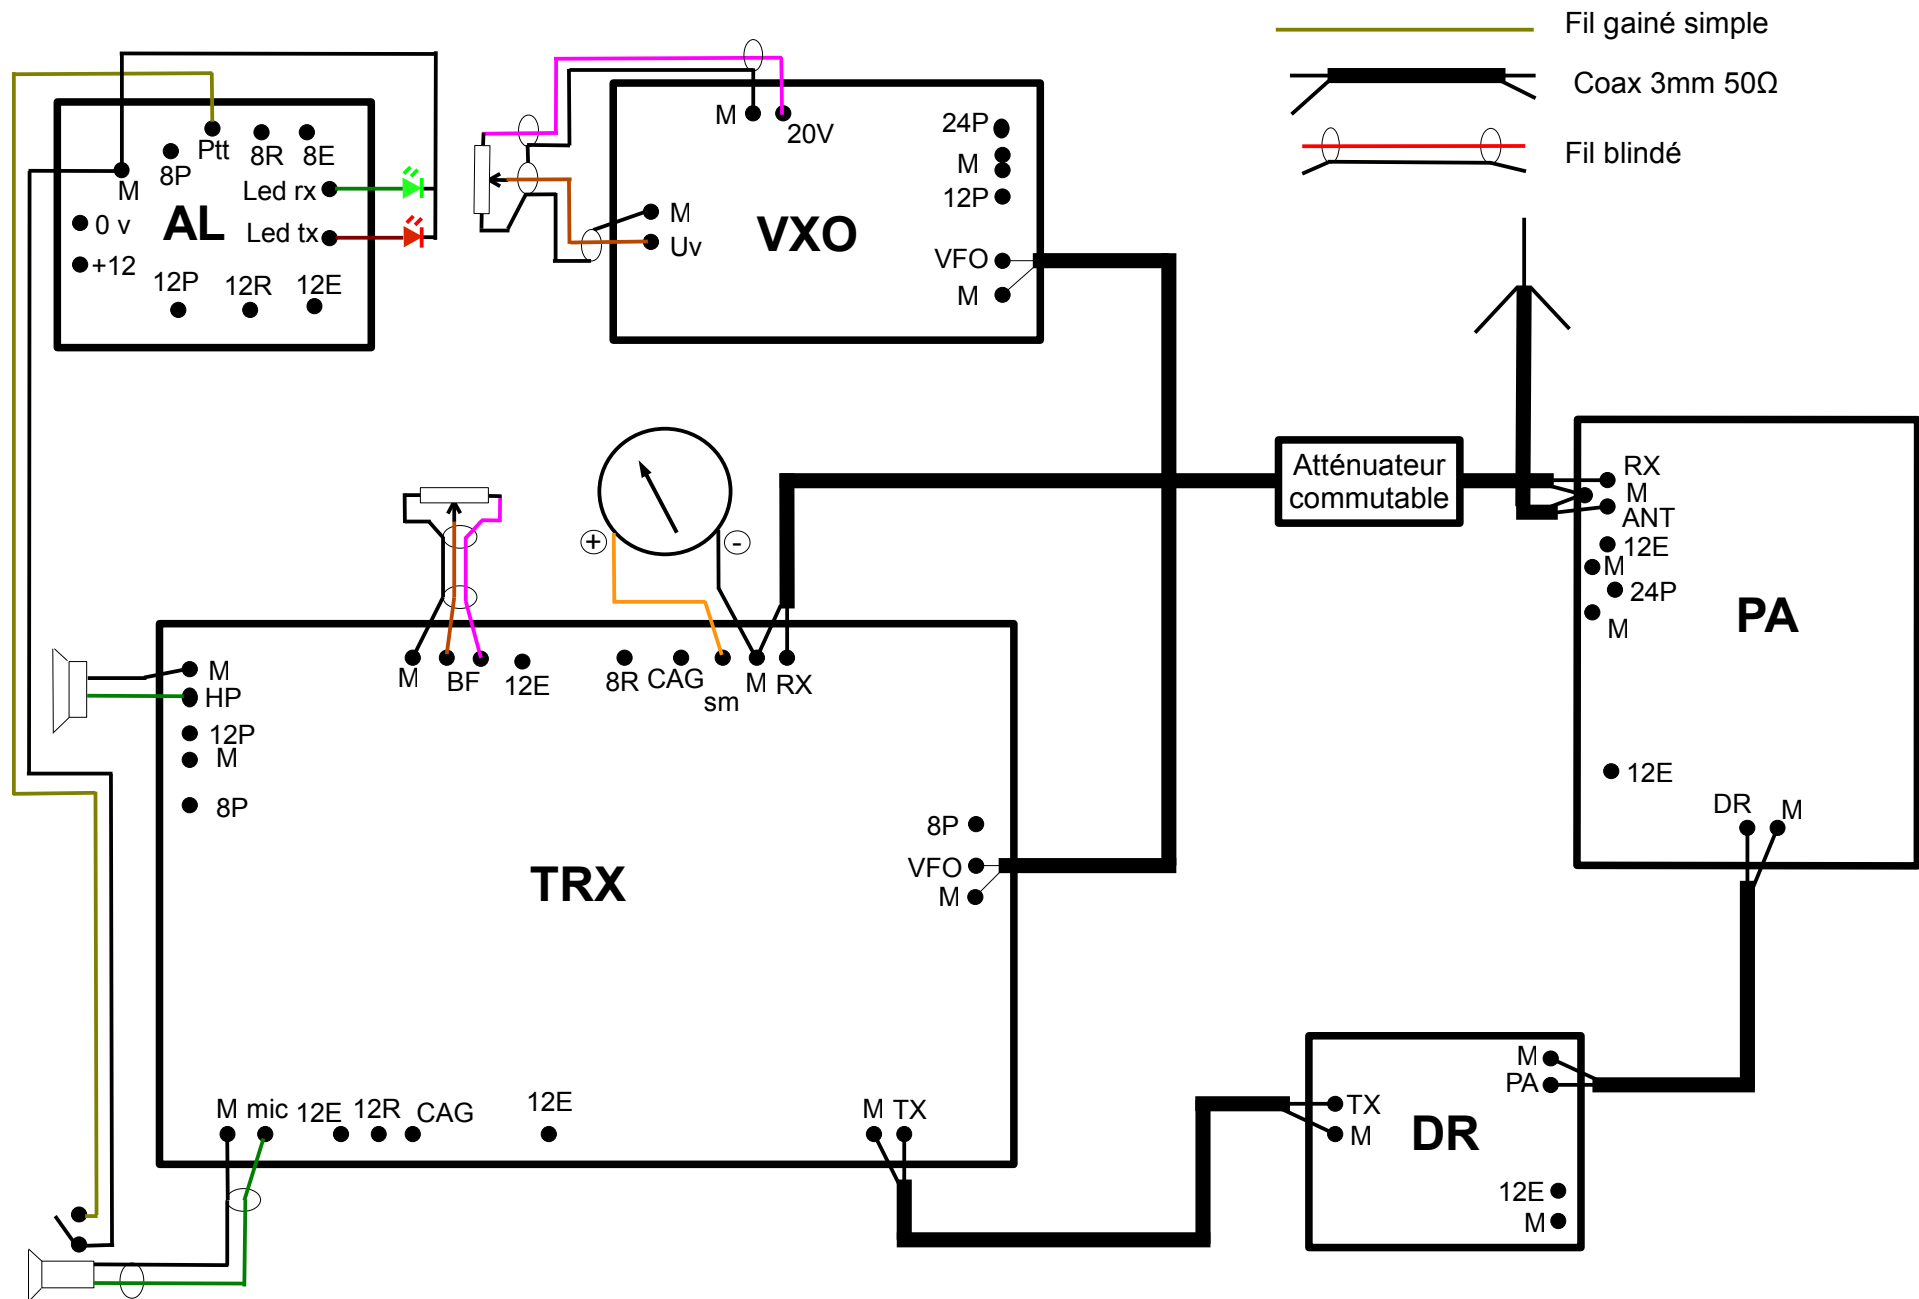 Fil gainé simple
Coax 3mm 50Ω
Fil blindé
Ptt
8P
8R
8E
M
Led rx
0 v
AL
Led tx
+12
12P
12R
12E
M
20V
24P
M
12P
M
Uv
VXO
VFO
M
Atténuateur
commutable
RX
M
ANT
12E
M
24P
M
PA
12E
DR
M
+
-
M
HP
12P
M
8P
M
BF
12E
8R
CAG
sm
M
RX
8P
VFO
M
TRX
M
mic
12E
12R
CAG
12E
M
TX
M
PA
TX
M
DR
12E
M